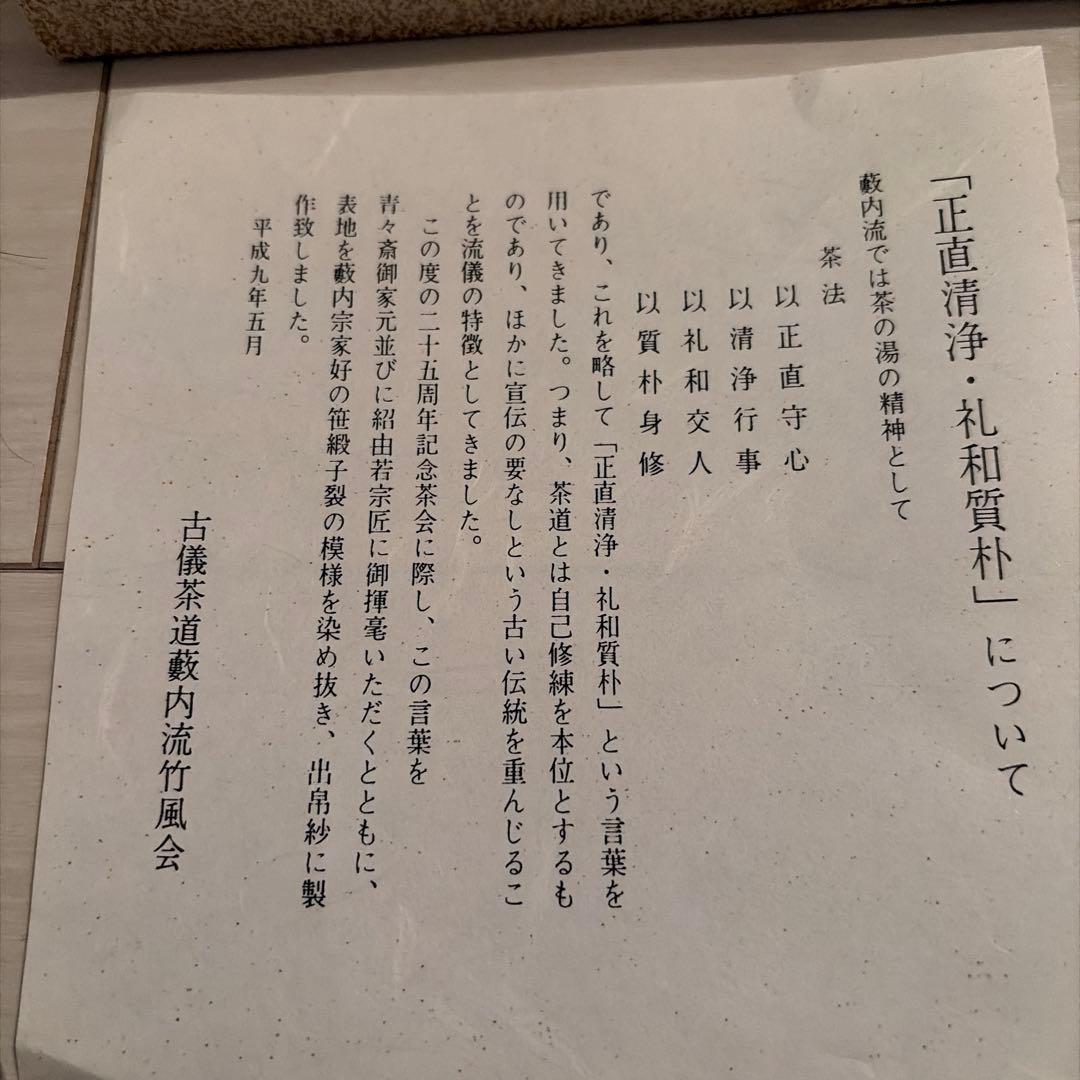 「正直清浄・礼和質朴」について
藪内流では茶の湯の精神として
茶法
以正直守心
以清浄行事
以礼和交人
以質朴身修
であり、これを略して「正直清浄・礼和質朴」という言葉を
用いてきました。つまり、茶道とは自己修練を本位とするも
のであり、ほかに宣伝の要なしという古い伝統を重んじるこ
とを流儀の特徴としてきました。
この度の二十五周年記念茶会に際し、この言葉を
青々斎御家元並びに紹由若宗匠に御揮毫いただくとともに、
表地を藪内宗家好の笹緞子裂の模様を染め抜き、出帛紗に製
作致しました。
平成九年五月
古儀茶道藪内流竹風会